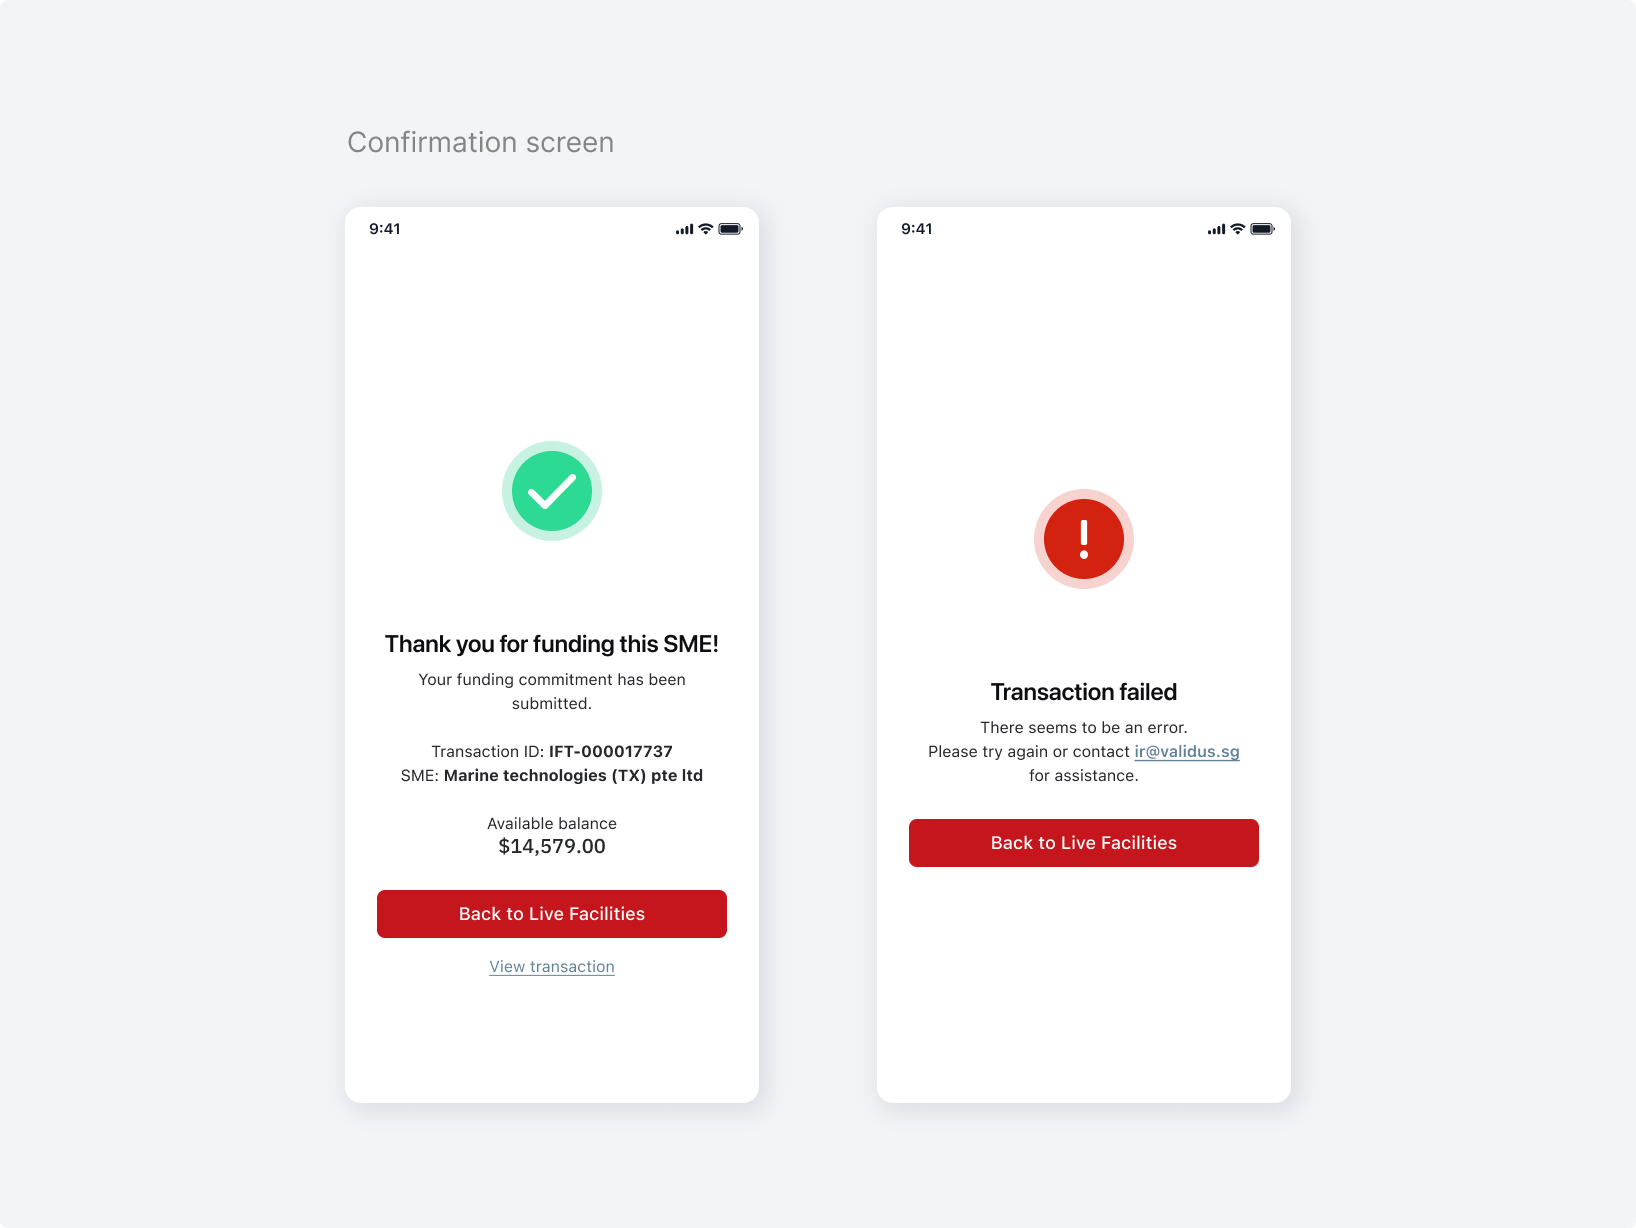 Confirmation screen
9:41
Thank you for funding this SME!
Your funding commitment has been
submitted.
Transaction ID: IFT-000017737
SME: Marine technologies (TX) pte ltd
Available balance
$14,579.00
Back to Live Facilities
View transaction
9:41
Transaction failed
There seems to be an error.
Please try again or contact ir@validus.sg
for assistance.
Back to Live Facilities